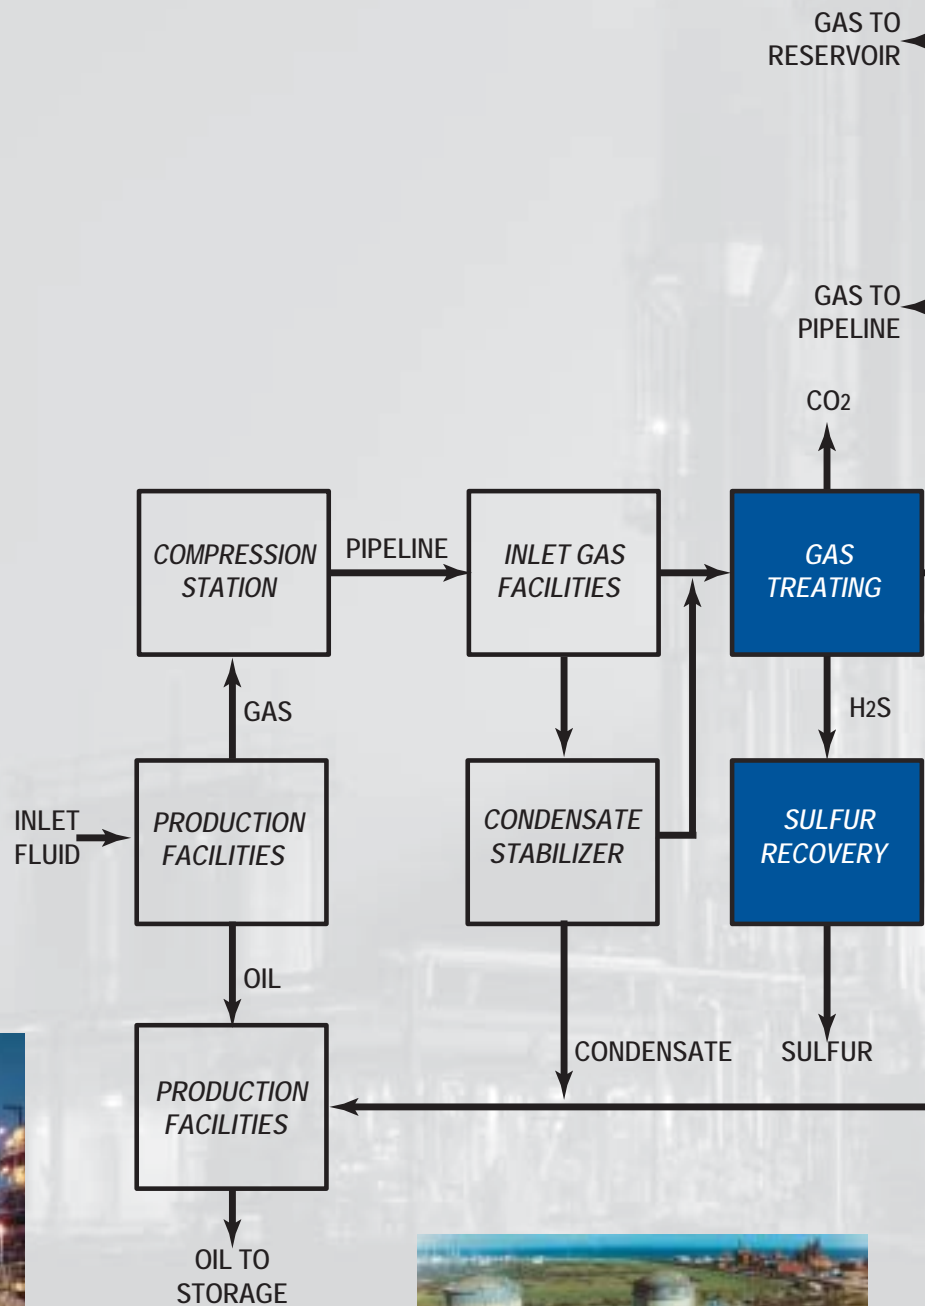 GAS TO
RESERVOIR
GAS TO
PIPELINE
CO2
COMPRESSION
STATION
PIPELINE
INLET GAS
FACILITIES
GAS
TREATING
GAS
H2S
INLET
FLUID
PRODUCTION
FACILITIES
CONDENSATE
STABILIZER
SULFUR
RECOVERY
OIL
CONDENSATE
SULFUR
PRODUCTION
FACILITIES
OIL TO
STORAGE